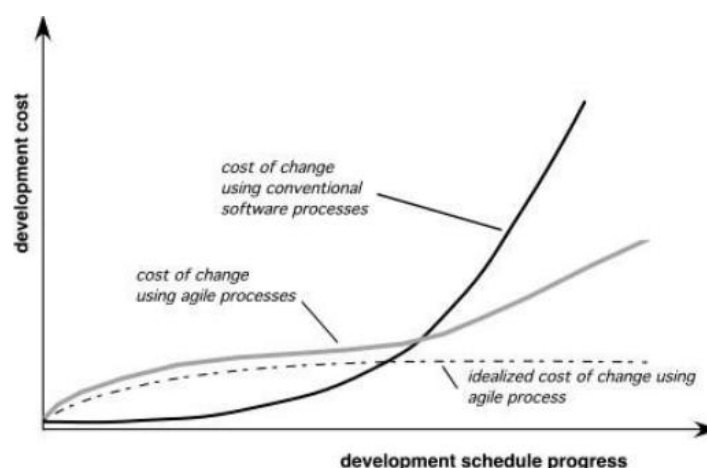 development cost
cost of change
using conventional
software processes
cost of change
using agile processes
idealized cost of change using
agile process
development schedule progress